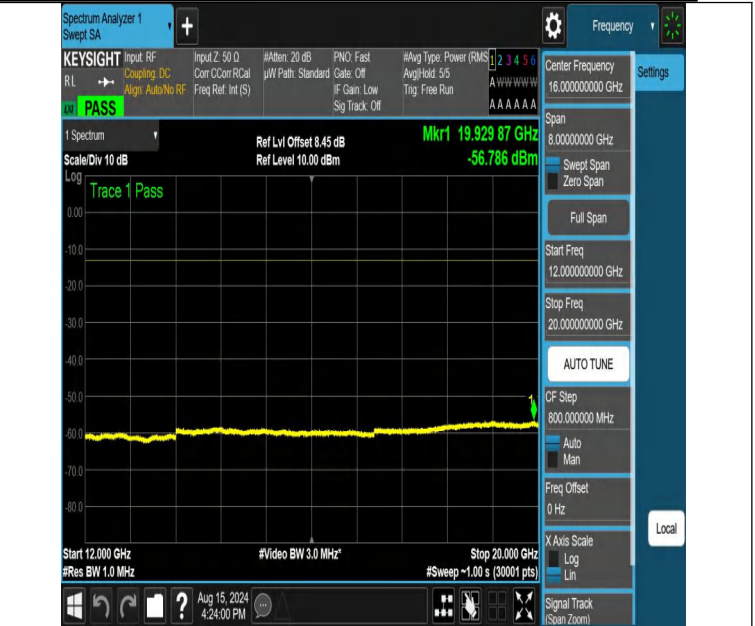 Spectrum Analyzer 1
Swept SA
+
Frequency
KEYSIGHT
RL
PASS
Input: RF
Coupling: DC
Align: Auto/No RF
Input Z: 50 Ω
Corr CCorr RCal
Freq Ref: Int (S)
#Atten: 20 dB
µW Path: Standard
PNO: Fast
Gate: Off
IF Gain: Low
Sig Track: Off
#Avg Type: Power (RMS
Avg|Hold: 5/5
Trig: Free Run
1 2 3 4 5 6
A W W W W W
A A A A A A
1 Spectrum
Scale/Div 10 dB
Ref Lvl Offset 8.45 dB
Ref Level 10.00 dBm
Mkr1 19.929 87 GHz
-56.786 dBm
Log
Trace 1 Pass
0.00
-10.0
-20.0
-30.0
-40.0
-50.0
-60.0
-70.0
-80.0
1
Start 12.000 GHz
#Res BW 1.0 MHz
#Video BW 3.0 MHz*
Stop 20.000 GHz
#Sweep ~1.00 s (30001 pts)
?
Aug 15, 2024
4:24:00 PM
Center Frequency
16.000000000 GHz
Settings
Span
8.00000000 GHz
Swept Span
Zero Span
Full Span
Start Freq
12.000000000 GHz
Stop Freq
20.000000000 GHz
AUTO TUNE
CF Step
800.000000 MHz
Auto
Man
Freq Offset
0 Hz
X Axis Scale
Log
Lin
Local
Signal Track
(Span Zoom)